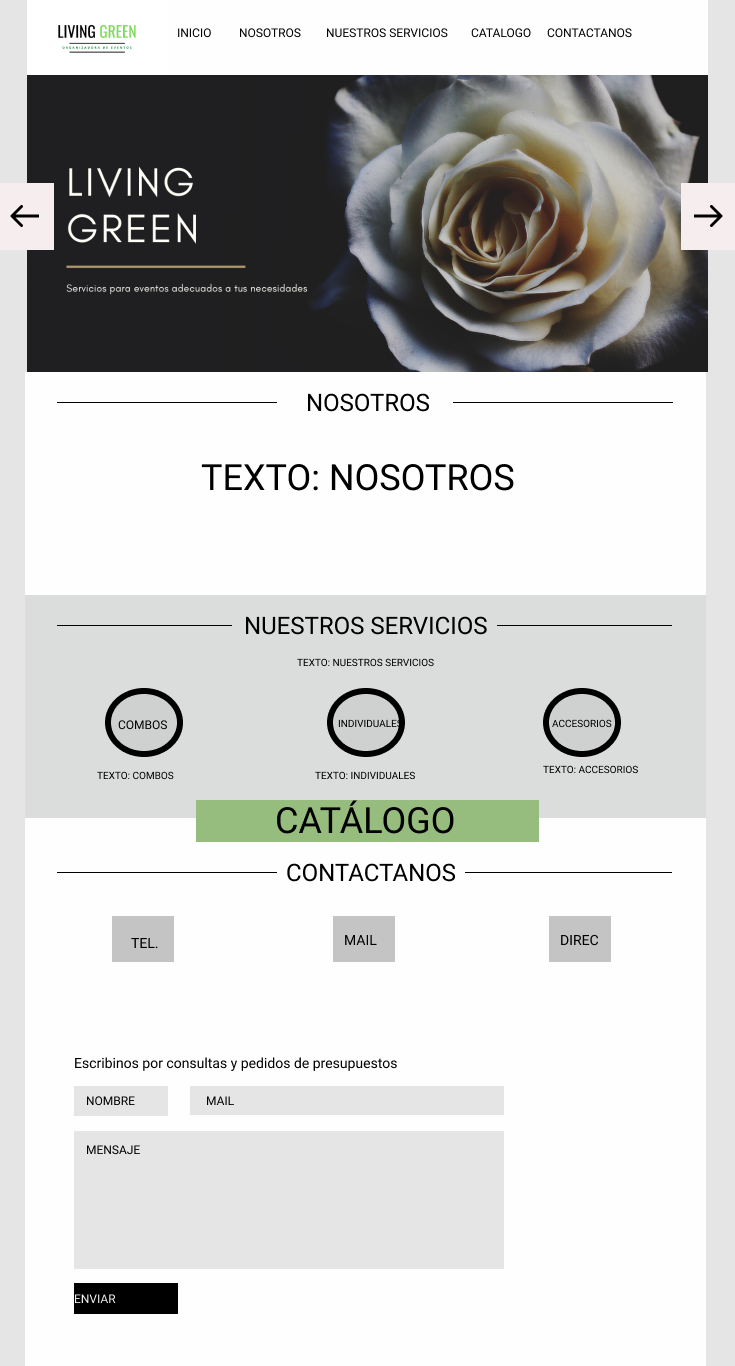 LIVING GREEN
ORGANIZADORA DE EVENTOS
INICIO NOSOTROS NUESTROS SERVICIOS CATALOGO CONTACTANOS
LIVING
GREEN
Servicios para eventos adecuados a tus necesidades
NOSOTROS
TEXTO: NOSOTROS
NUESTROS SERVICIOS
TEXTO: NUESTROS SERVICIOS
COMBOS INDIVIDUALES ACCESORIOS
TEXTO: COMBOS TEXTO: INDIVIDUALES TEXTO: ACCESORIOS
CATÁLOGO
CONTACTANOS
TEL. MAIL DIREC
Escribinos por consultas y pedidos de presupuestos
NOMBRE MAIL
MENSAJE
ENVIAR